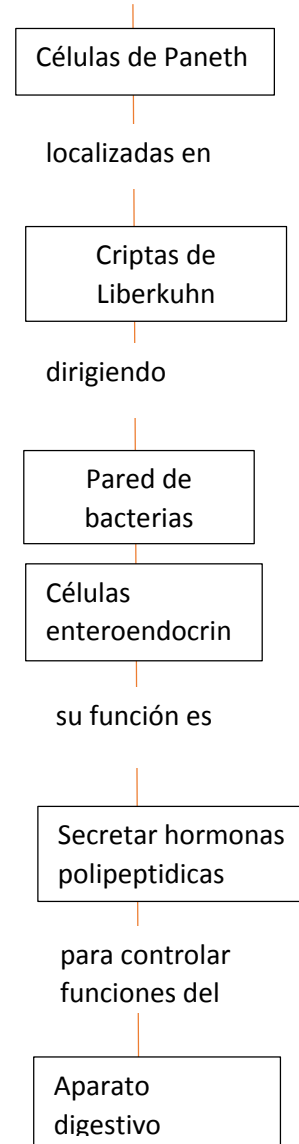 Células de Paneth
localizadas en
Criptas de
Liberkuhn
dirigiendo
Pared de
bacterias
Células
enteroendocrin
su función es
Secretar hormonas
polipeptidicas
para controlar
funciones del
Aparato
digestivo